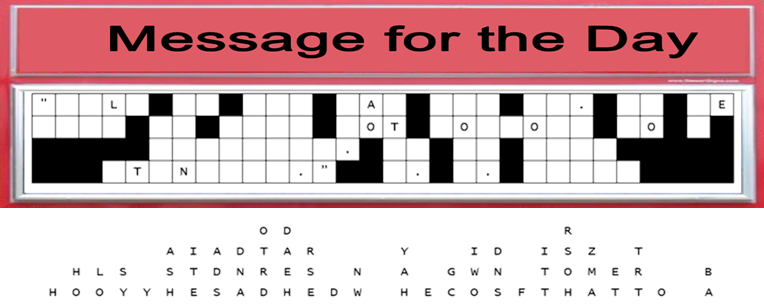 Message for the Day
" L A . E
O T O O O
.
T N . " . .
O D R
A I A D T A R Y I D I S Z T
H L S S T D N R E S N A G W N T O M E R B
H O O Y Y H E S A D H E D W H E C O S F T H A T T O A